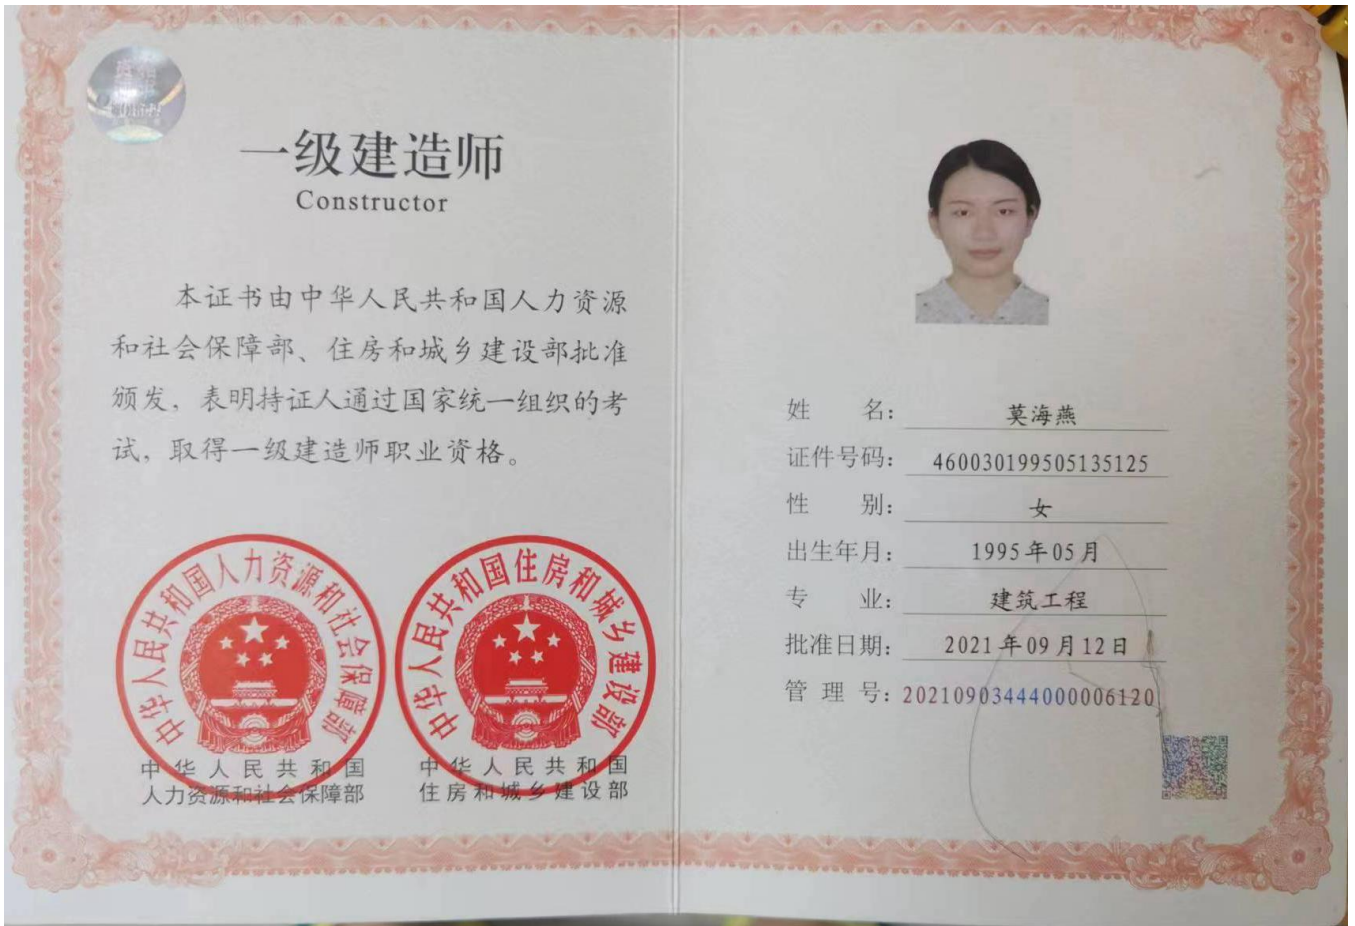 一级建造师
Constructor
本证书由中华人民共和国人力资源
和社会保障部、住房和城乡建设部批准
颁发，表明持证人通过国家统一组织的考
试，取得一级建造师职业资格。
中华人民共和国人力资源和社会保障部
中华人民共和国住房和城乡建设部
中华人民共和国
人力资源和社会保障部
中华人民共和国
住房和城乡建设部
姓 名： 莫海燕
证件号码： 460030199505135125
性 别： 女
出生年月： 1995年05月
专 业： 建筑工程
批准日期： 2021年09月12日
管 理 号： 20210903444000006120